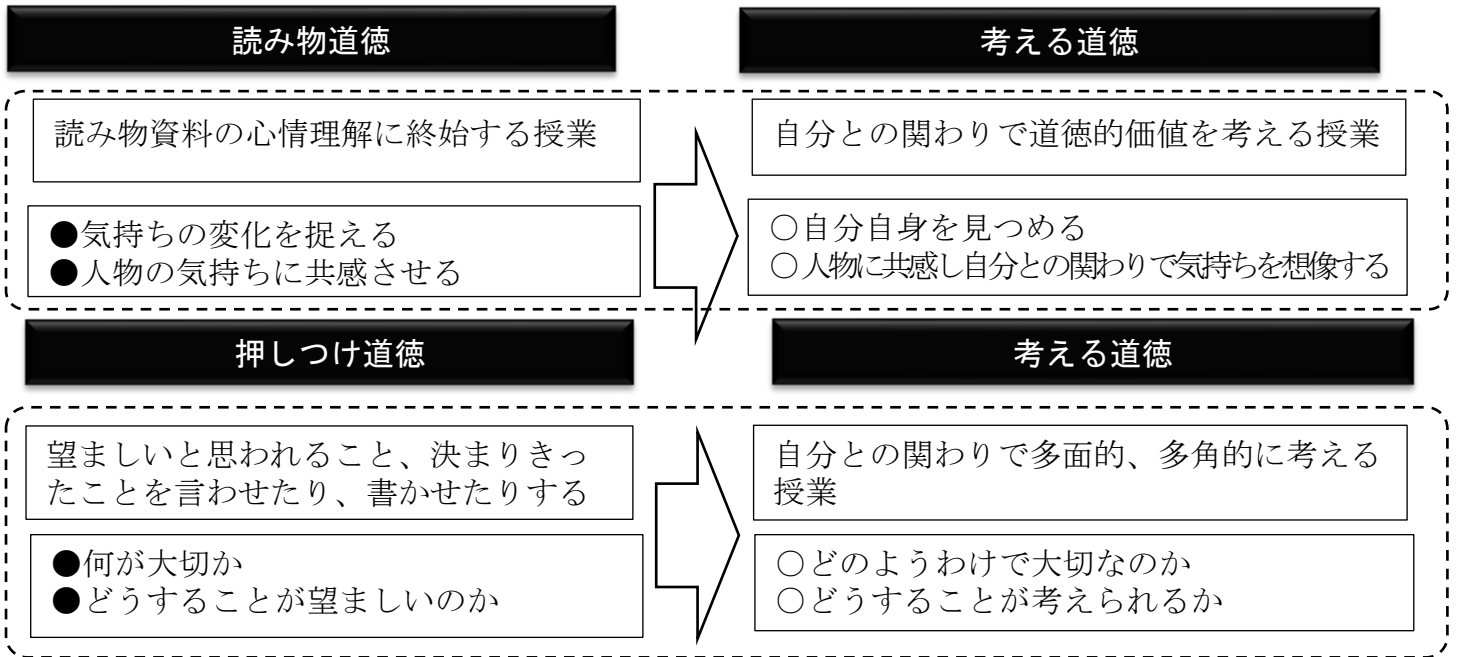 読み物道徳
考える道徳
読み物資料の心情理解に終始する授業
自分との関わりで道徳的価値を考える授業
●気持ちの変化を捉える
●人物の気持ちに共感させる
○自分自身を見つめる
○人物に共感し自分との関わりで気持ちを想像する
押しつけ道徳
考える道徳
望ましいと思われること、決まりきっ
たことを言わせたり、書かせたりする
自分との関わりで多面的、多角的に考える
授業
●何が大切か
●どうすることが望ましいのか
○どのようわけで大切なのか
○どうすることが考えられるか